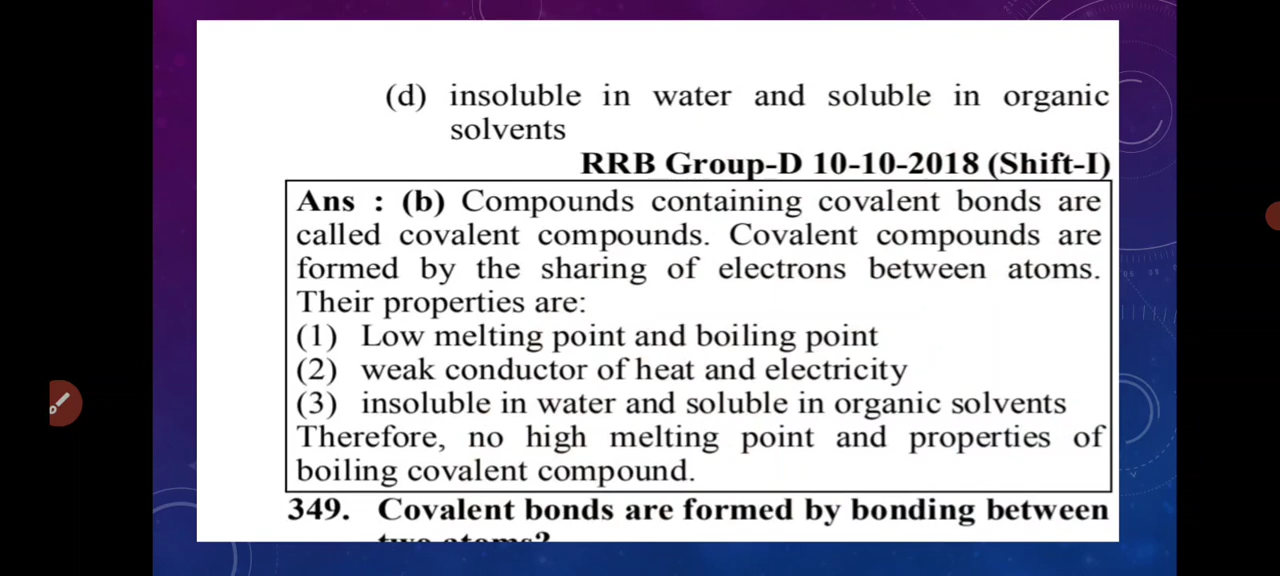 (d) insoluble in water and soluble in organic
solvents
RRB Group-D 10-10-2018 (Shift-I)
Ans : (b) Compounds containing covalent bonds are
called covalent compounds. Covalent compounds are
formed by the sharing of electrons between atoms.
Their properties are:
(1) Low melting point and boiling point
(2) weak conductor of heat and electricity
(3) insoluble in water and soluble in organic solvents
Therefore, no high melting point and properties of
boiling covalent compound.
349. Covalent bonds are formed by bonding between
two atoms?